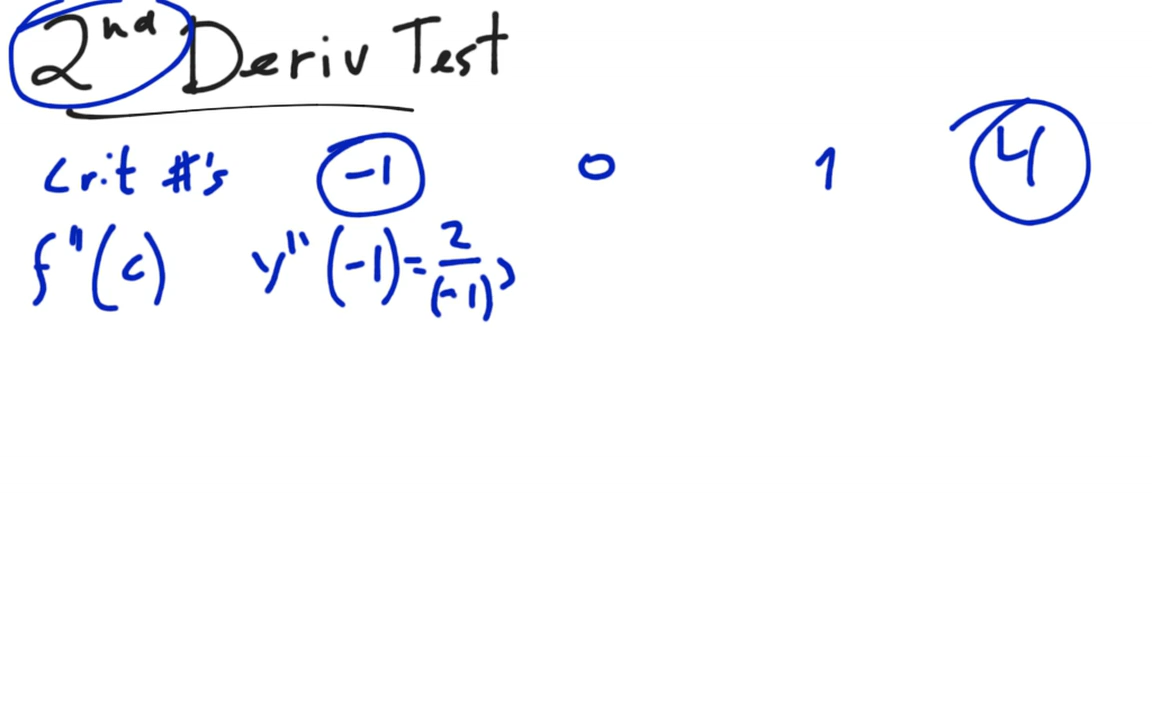 2nd Deriv Test
Crit #'s -1 0 1 4
f"(c) y"(-1)=2/(-1)³